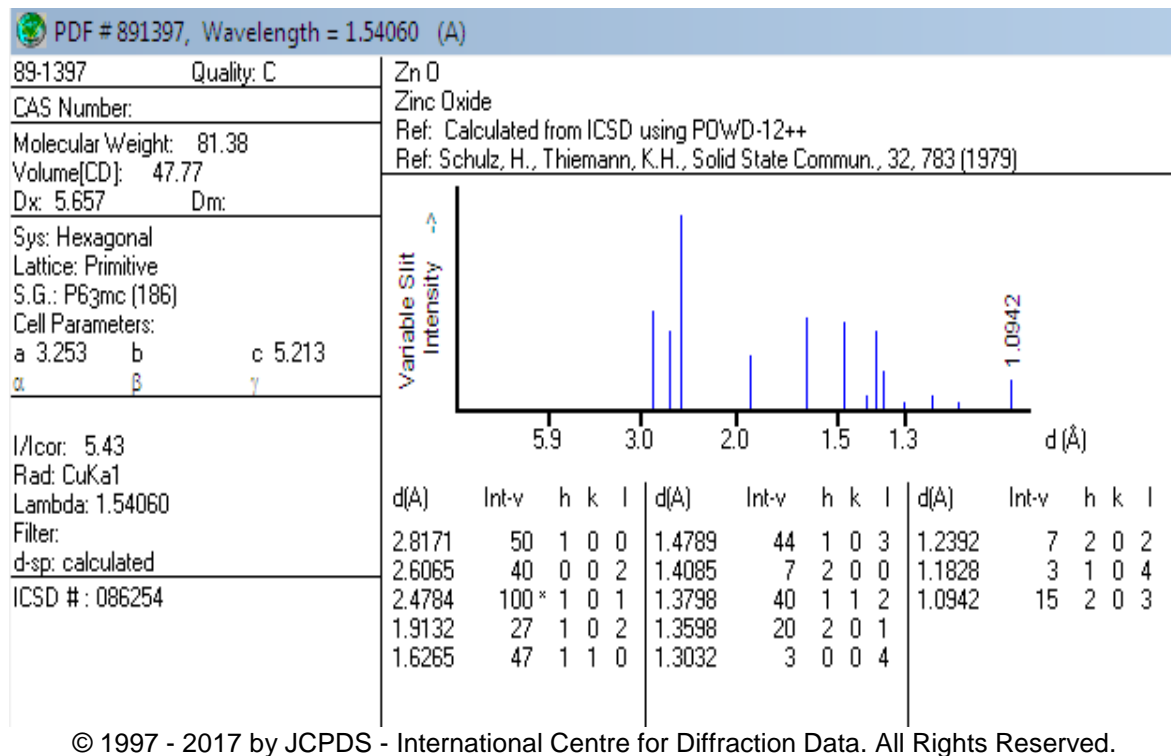 PDF # 891397, Wavelength = 1.54060 (A)
89-1397 Quality: C
CAS Number:
Molecular Weight: 81.38
Volume[CD]: 47.77
Dx: 5.657 Dm:
Sys: Hexagonal
Lattice: Primitive
S.G.: P63mc (186)
Cell Parameters:
a 3.253 b c 5.213
α β γ
I/Icor: 5.43
Rad: CuKa1
Lambda: 1.54060
Filter:
d-sp: calculated
ICSD # : 086254
Zn O
Zinc Oxide
Ref: Calculated from ICSD using POWD-12++
Ref: Schulz, H., Thiemann, K.H., Solid State Commun., 32, 783 (1979)
Variable Slit
Intensity ->
1.0942
5.9 3.0 2.0 1.5 1.3 d (Å)
d(A) Int-v h k l d(A) Int-v h k l d(A) Int-v h k l
2.8171 50 1 0 0 1.4789 44 1 0 3 1.2392 7 2 0 2
2.6065 40 0 0 2 1.4085 7 2 0 0 1.1828 3 1 0 4
2.4784 100 * 1 0 1 1.3798 40 1 1 2 1.0942 15 2 0 3
1.9132 27 1 0 2 1.3598 20 2 0 1
1.6265 47 1 1 0 1.3032 3 0 0 4
© 1997 - 2017 by JCPDS - International Centre for Diffraction Data. All Rights Reserved.